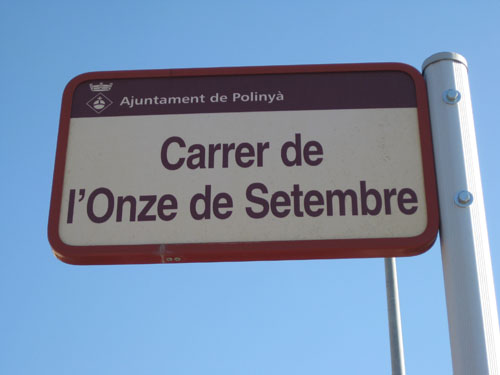 Ajuntament de Polinyà
Carrer de
l'Onze de Setembre